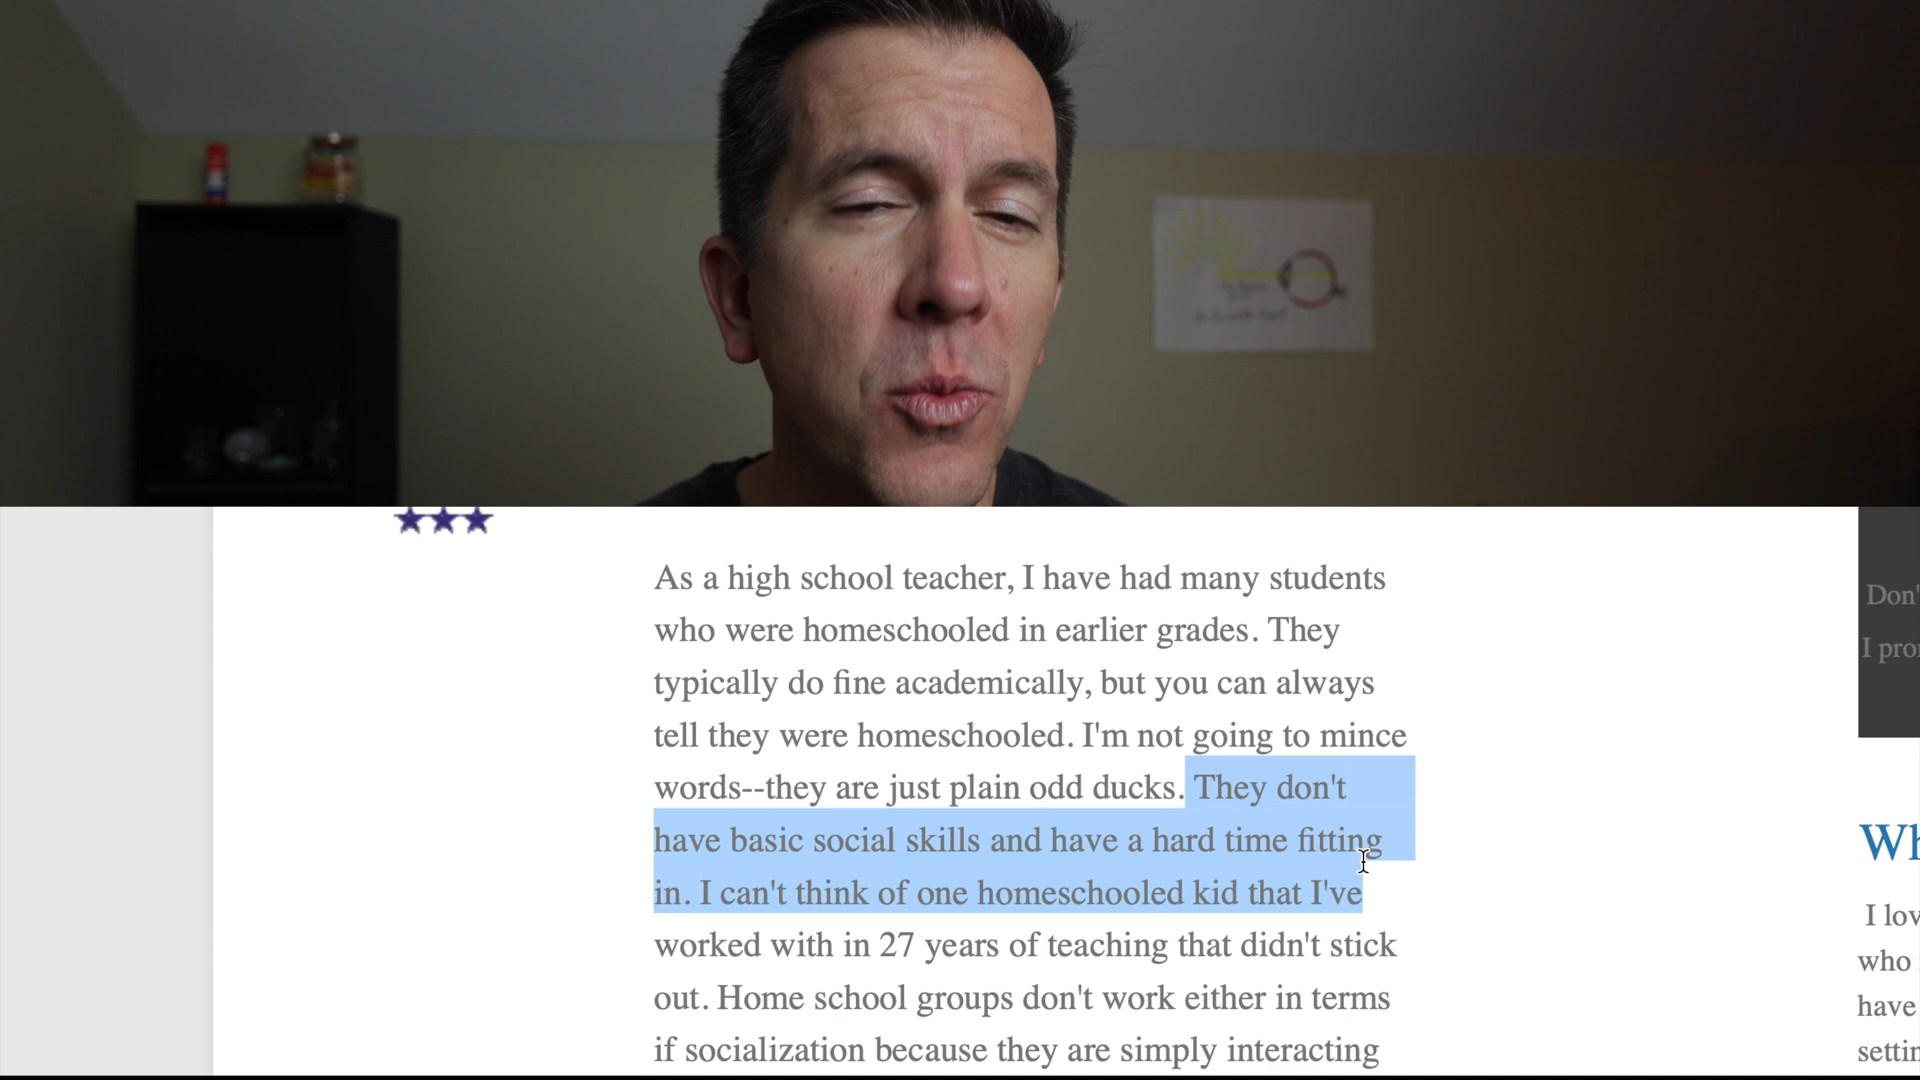 As a high school teacher, I have had many students
who were homeschooled in earlier grades. They
typically do fine academically, but you can always
tell they were homeschooled. I'm not going to mince
words--they are just plain odd ducks. They don't
have basic social skills and have a hard time fitting
in. I can't think of one homeschooled kid that I've
worked with in 27 years of teaching that didn't stick
out. Home school groups don't work either in terms
if socialization because they are simply interacting
Don'
I pro
Wh
I lov
who
have
settin